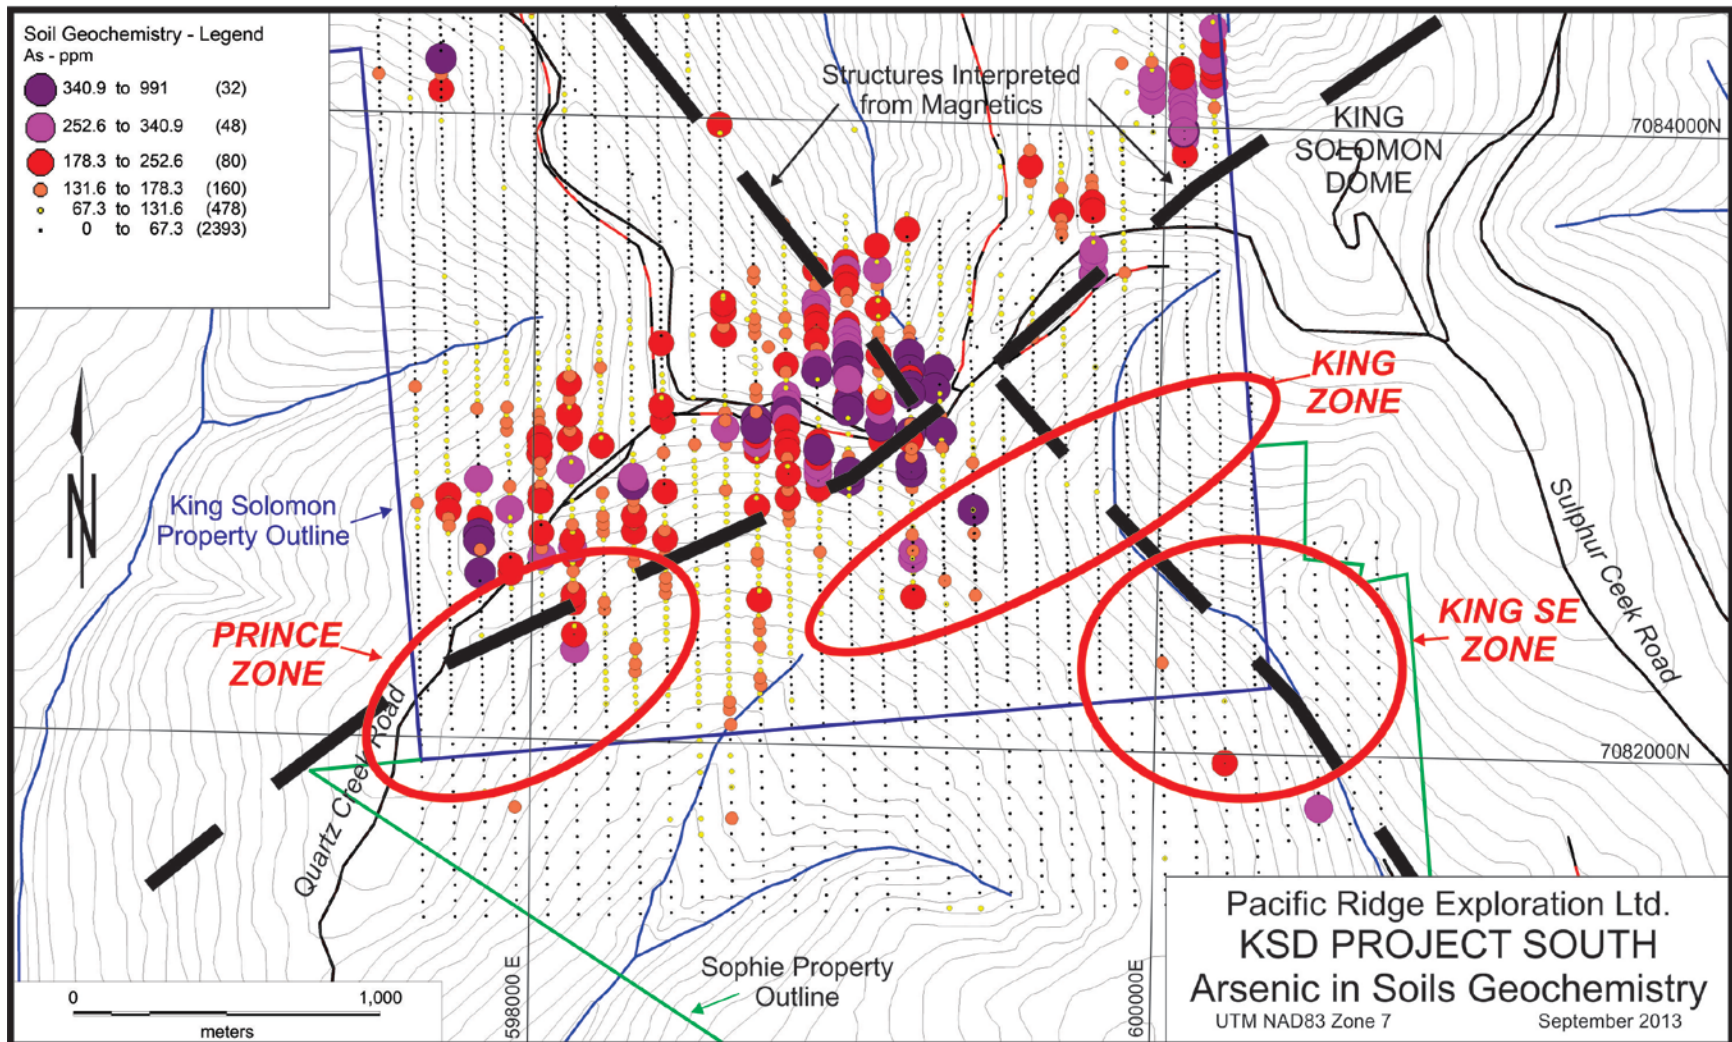 Soil Geochemistry - Legend
As - ppm
340.9 to 991 (32)
252.6 to 340.9 (48)
178.3 to 252.6 (80)
131.6 to 178.3 (160)
67.3 to 131.6 (478)
0 to 67.3 (2393)
Structures Interpreted
from Magnetics
KING
SOLOMON
DOME
7084000N
KING
ZONE
King Solomon
Property Outline
N
Sulphur Ceek Road
PRINCE
ZONE
KING SE
ZONE
Quartz Creek Road
7082000N
Sophie Property
Outline
598000 E
600000E
0 1,000
meters
Pacific Ridge Exploration Ltd.
KSD PROJECT SOUTH
Arsenic in Soils Geochemistry
UTM NAD83 Zone 7 September 2013